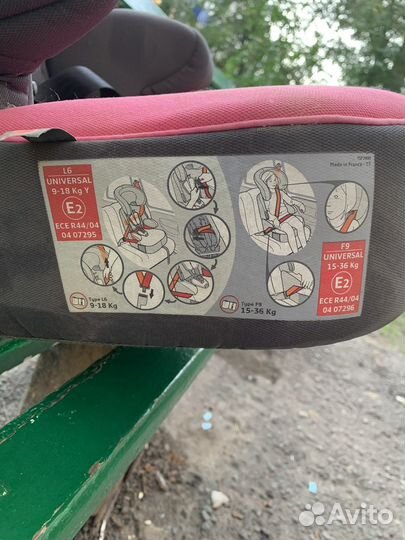 L6
UNIVERSAL
9-18 Kg Y
E2
ECE R44/04
04 07295
Type L6
9-18 Kg
Made in France
F9
UNIVERSAL
15-36 Kg
E2
ECE R44/04
04 07296
Type F9
15-36 Kg
Avito